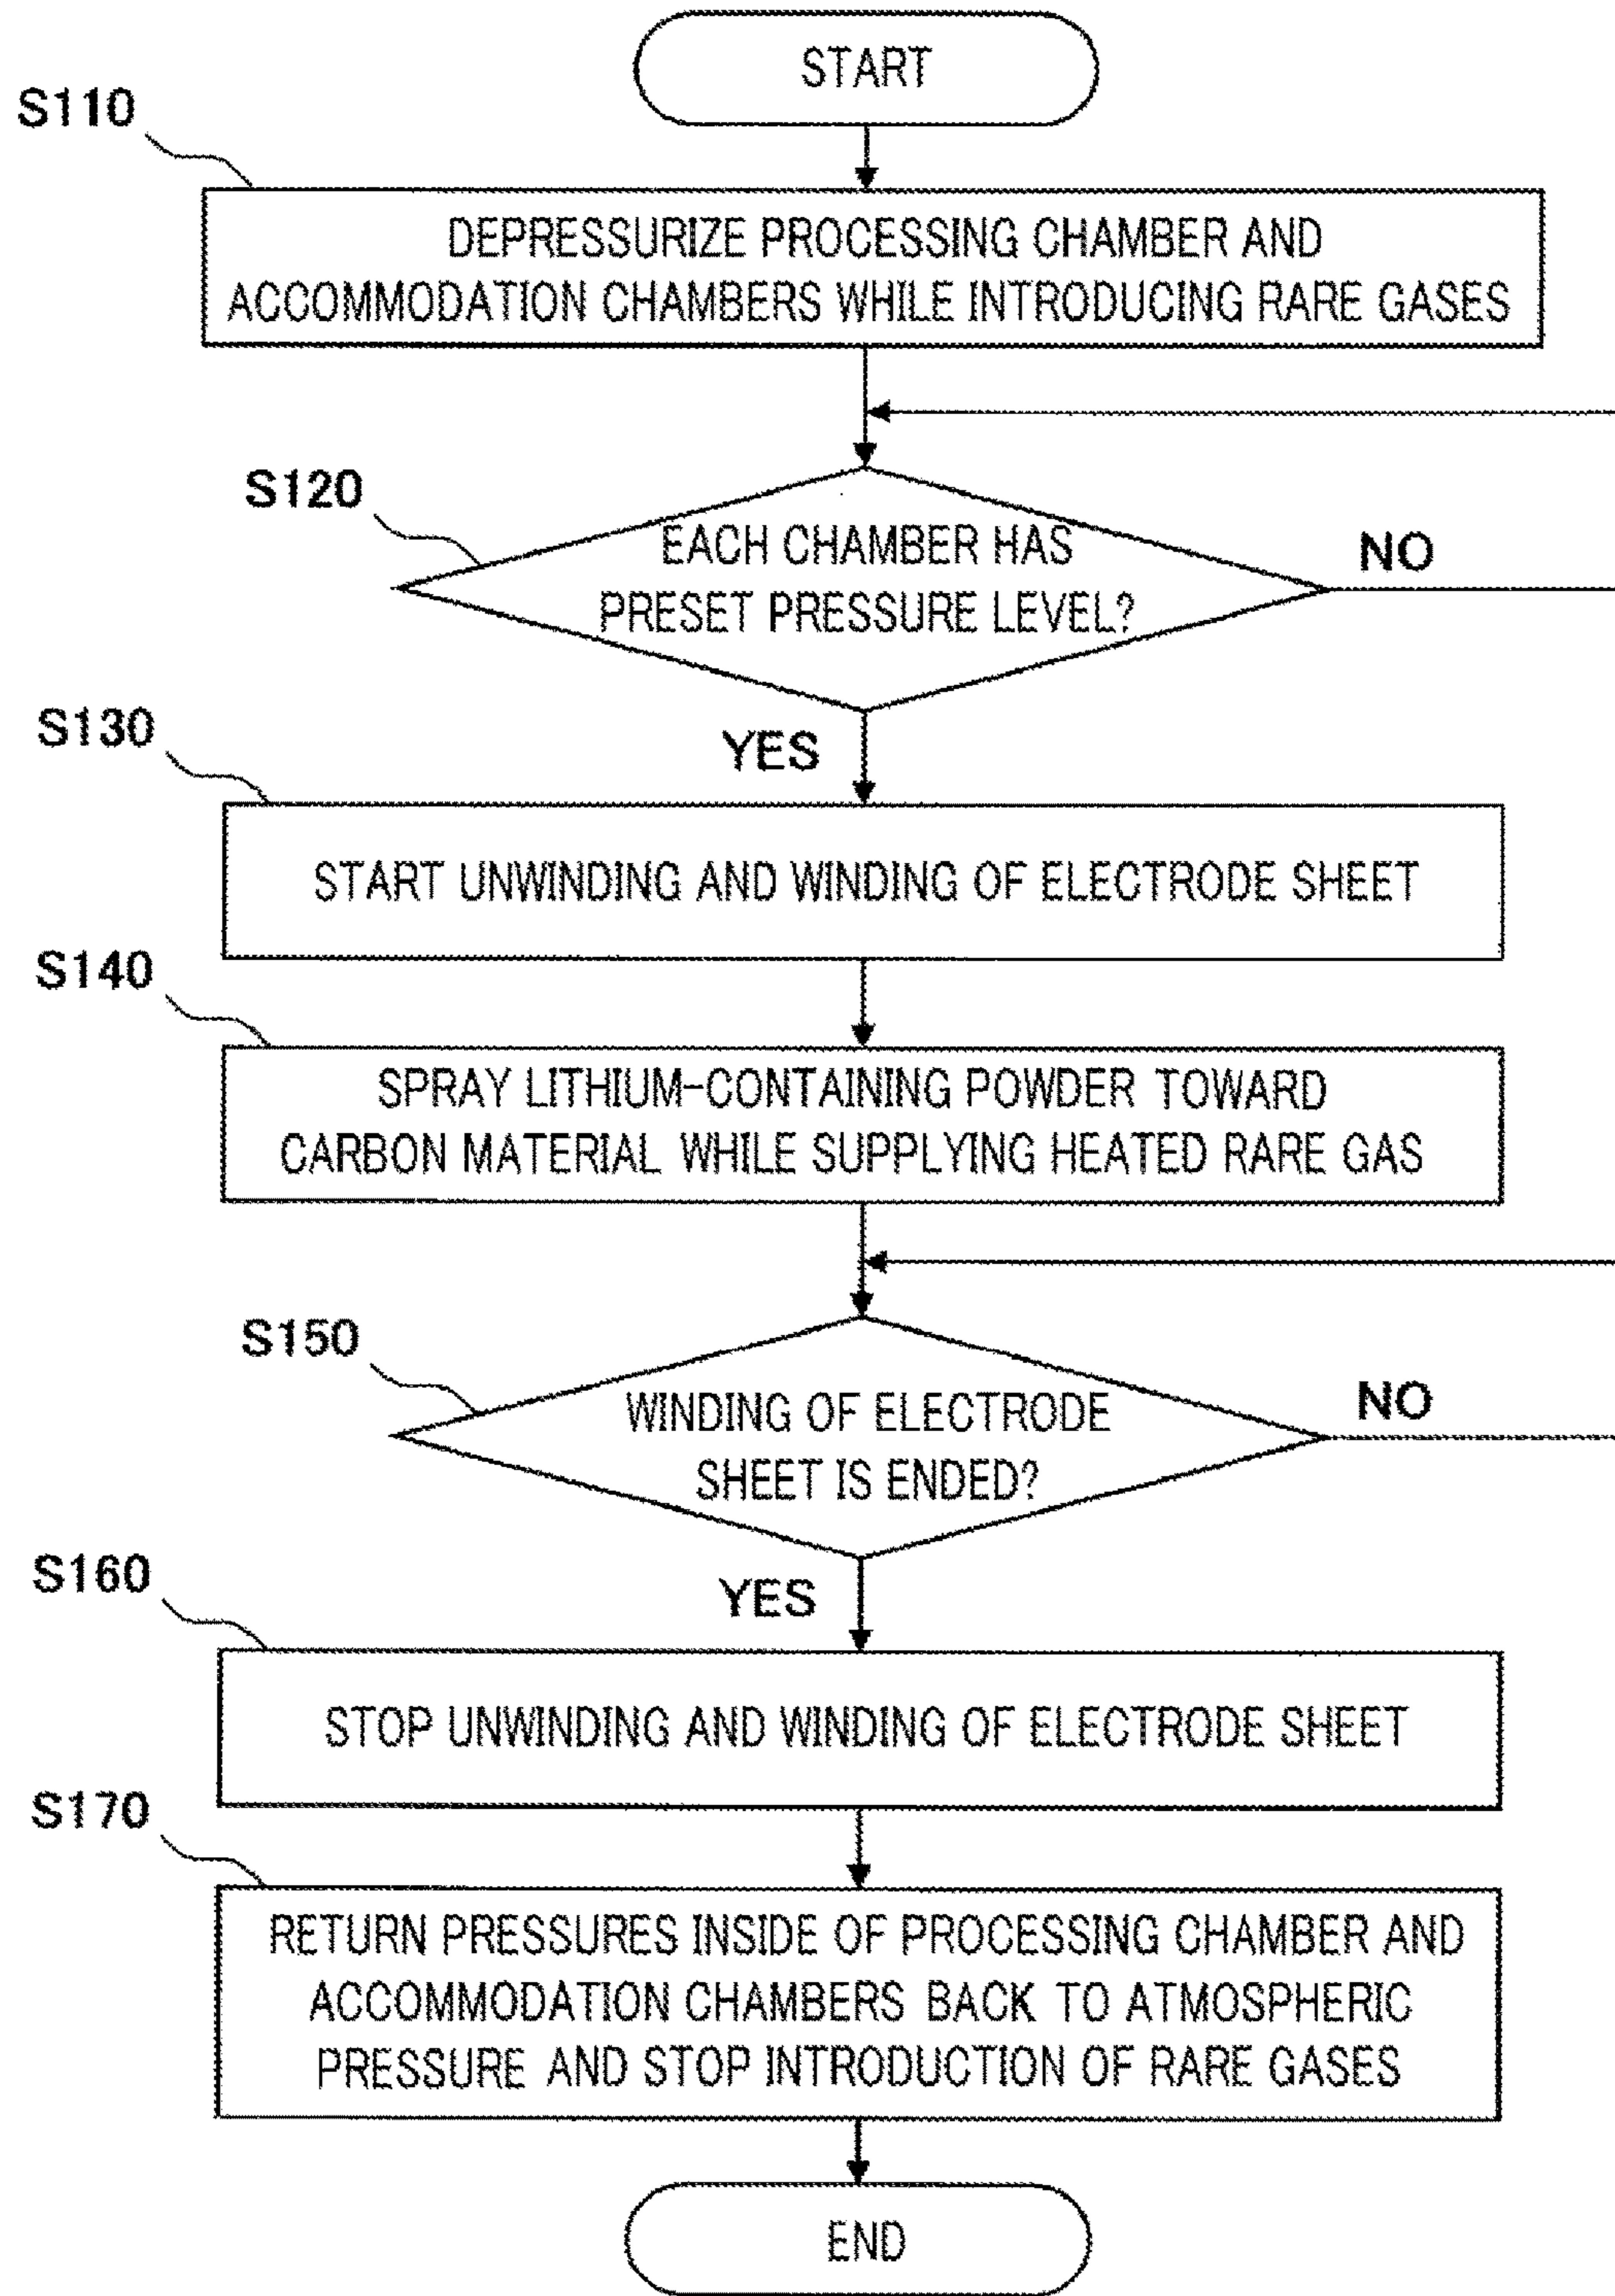 START
S110
DEPRESSURIZE PROCESSING CHAMBER AND
ACCOMMODATION CHAMBERS WHILE INTRODUCING RARE GASES
S120
EACH CHAMBER HAS
PRESET PRESSURE LEVEL?
NO
YES
S130
START UNWINDING AND WINDING OF ELECTRODE SHEET
S140
SPRAY LITHIUM-CONTAINING POWDER TOWARD
CARBON MATERIAL WHILE SUPPLYING HEATED RARE GAS
S150
WINDING OF ELECTRODE
SHEET IS ENDED?
NO
YES
S160
STOP UNWINDING AND WINDING OF ELECTRODE SHEET
S170
RETURN PRESSURES INSIDE OF PROCESSING CHAMBER AND
ACCOMMODATION CHAMBERS BACK TO ATMOSPHERIC
PRESSURE AND STOP INTRODUCTION OF RARE GASES
END